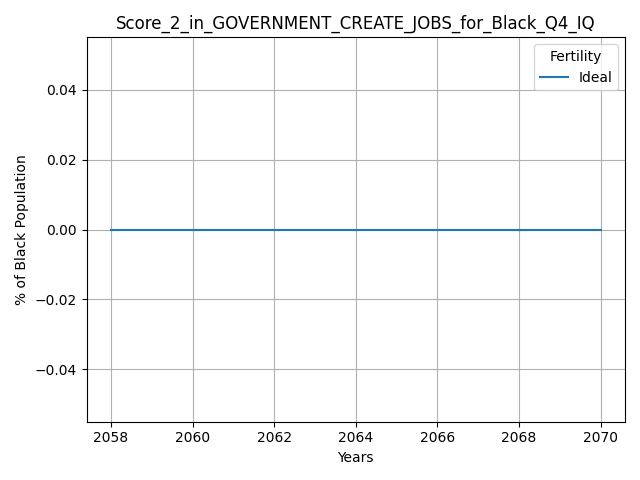 Score_2_in_GOVERNMENT_CREATE_JOBS_for_Black_Q4_IQ
Fertility
Ideal
% of Black Population
0.04
0.02
0.00
−0.02
−0.04
2058 2060 2062 2064 2066 2068 2070
Years